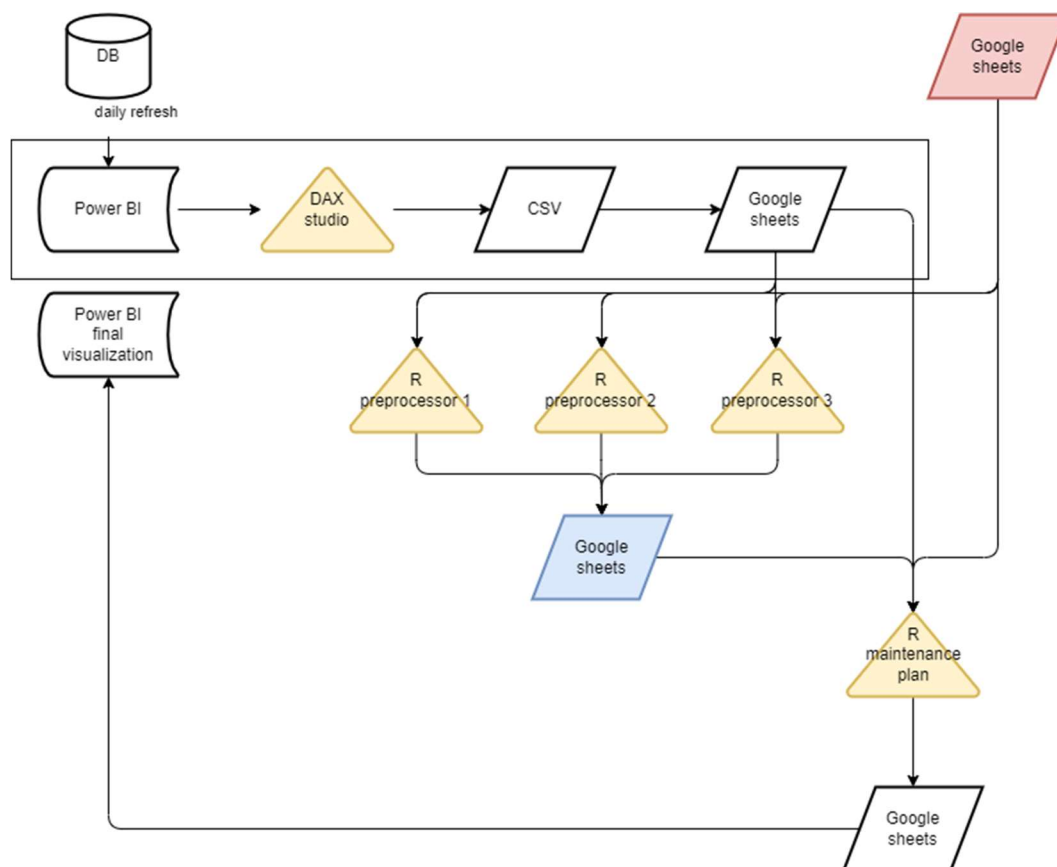 DB
Google
sheets
daily refresh
Power BI
DAX
studio
CSV
Google
sheets
Power BI
final
visualization
R
preprocessor 1
R
preprocessor 2
R
preprocessor 3
Google
sheets
R
maintenance
plan
Google
sheets